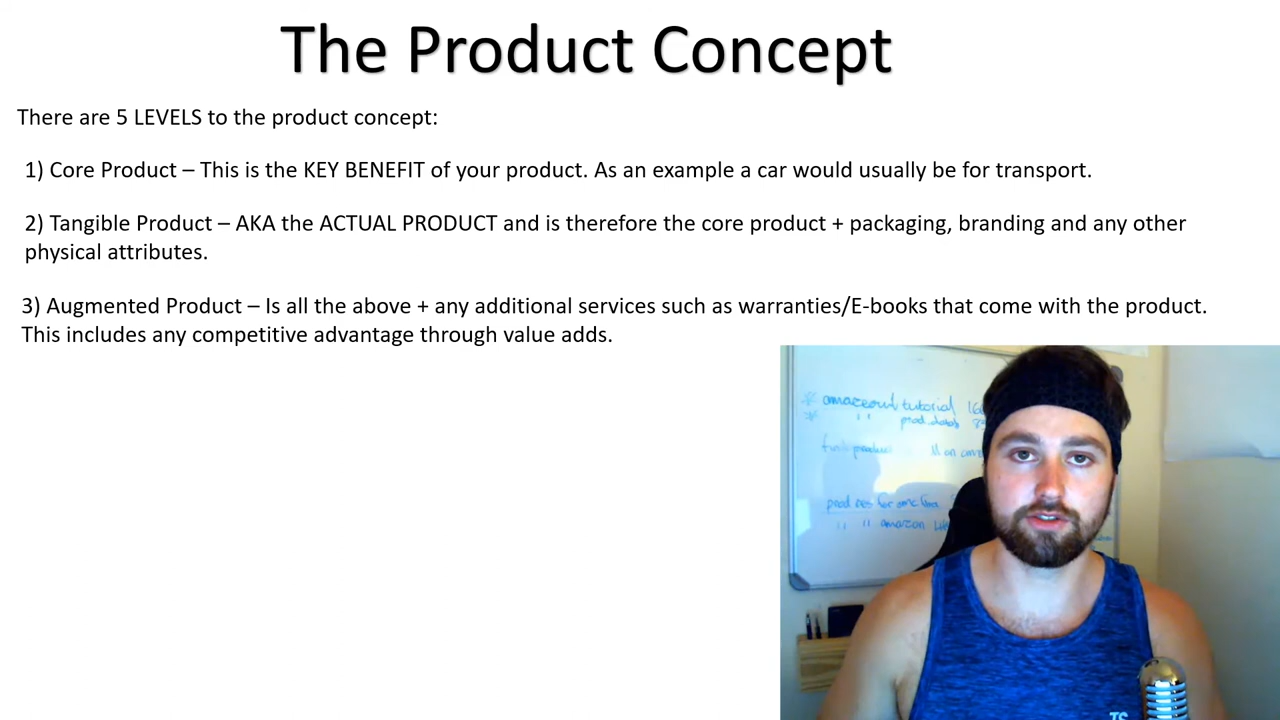 The Product Concept
There are 5 LEVELS to the product concept:
1) Core Product – This is the KEY BENEFIT of your product. As an example a car would usually be for transport.
2) Tangible Product – AKA the ACTUAL PRODUCT and is therefore the core product + packaging, branding and any other
physical attributes.
3) Augmented Product – Is all the above + any additional services such as warranties/E-books that come with the product.
This includes any competitive advantage through value adds.
tutorial
amazon